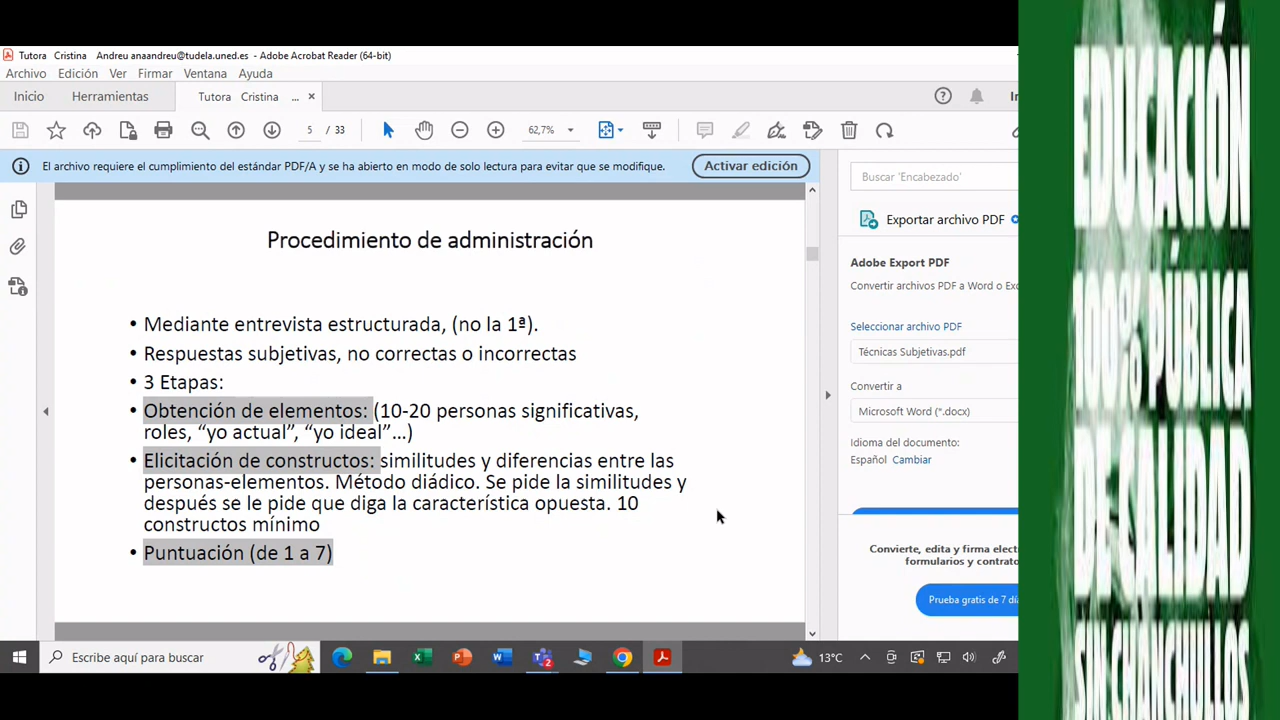 Tutora Cristina Andreu anaandreu@tudela.uned.es - Adobe Acrobat Reader (64-bit)
Archivo Edición Ver Firmar Ventana Ayuda
Inicio Herramientas Tutora Cristina ... ×
5 / 33 62,7%
El archivo requiere el cumplimiento del estándar PDF/A y se ha abierto en modo de solo lectura para evitar que se modifique. Activar edición
Procedimiento de administración
• Mediante entrevista estructurada, (no la 1ª).
• Respuestas subjetivas, no correctas o incorrectas
• 3 Etapas:
• Obtención de elementos: (10-20 personas significativas,
roles, “yo actual”, “yo ideal”...)
• Elicitación de constructos: similitudes y diferencias entre las
personas-elementos. Método diádico. Se pide la similitudes y
después se le pide que diga la característica opuesta. 10
constructos mínimo
• Puntuación (de 1 a 7)
Buscar 'Encabezado'
Exportar archivo PDF
Adobe Export PDF
Convertir archivos PDF a Word o
Seleccionar archivo PDF
Técnicas Subjetivas.pdf
Convertir a
Microsoft Word (*.docx)
Idioma del documento:
Español Cambiar
Convierte, edita y firma
formularios y
Prueba gratis de 7
Escribe aquí para buscar
13°C
EDUCACIÓN
100% PÚBLICA
DE CALIDAD
SIN CHANCHULLOS